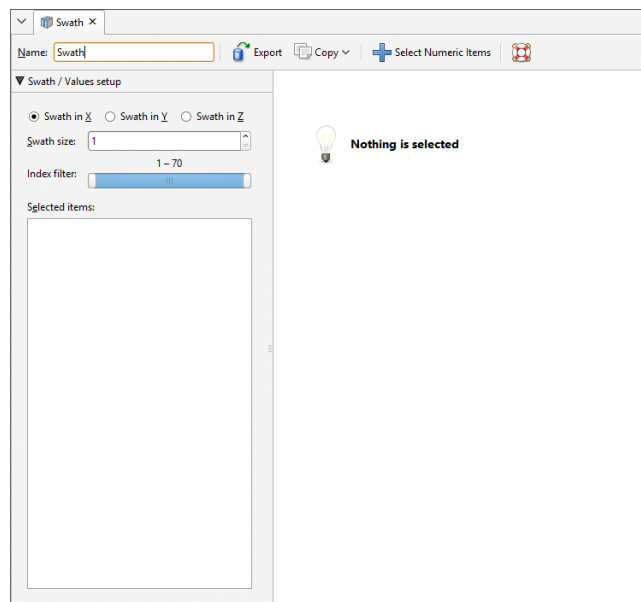 Swath
Name: Swath Export Copy Select Numeric Items
Swath / Values setup
Swath in X Swath in Y Swath in Z
Swath size: 1
1 – 70
Index filter:
Nothing is selected
Selected items: